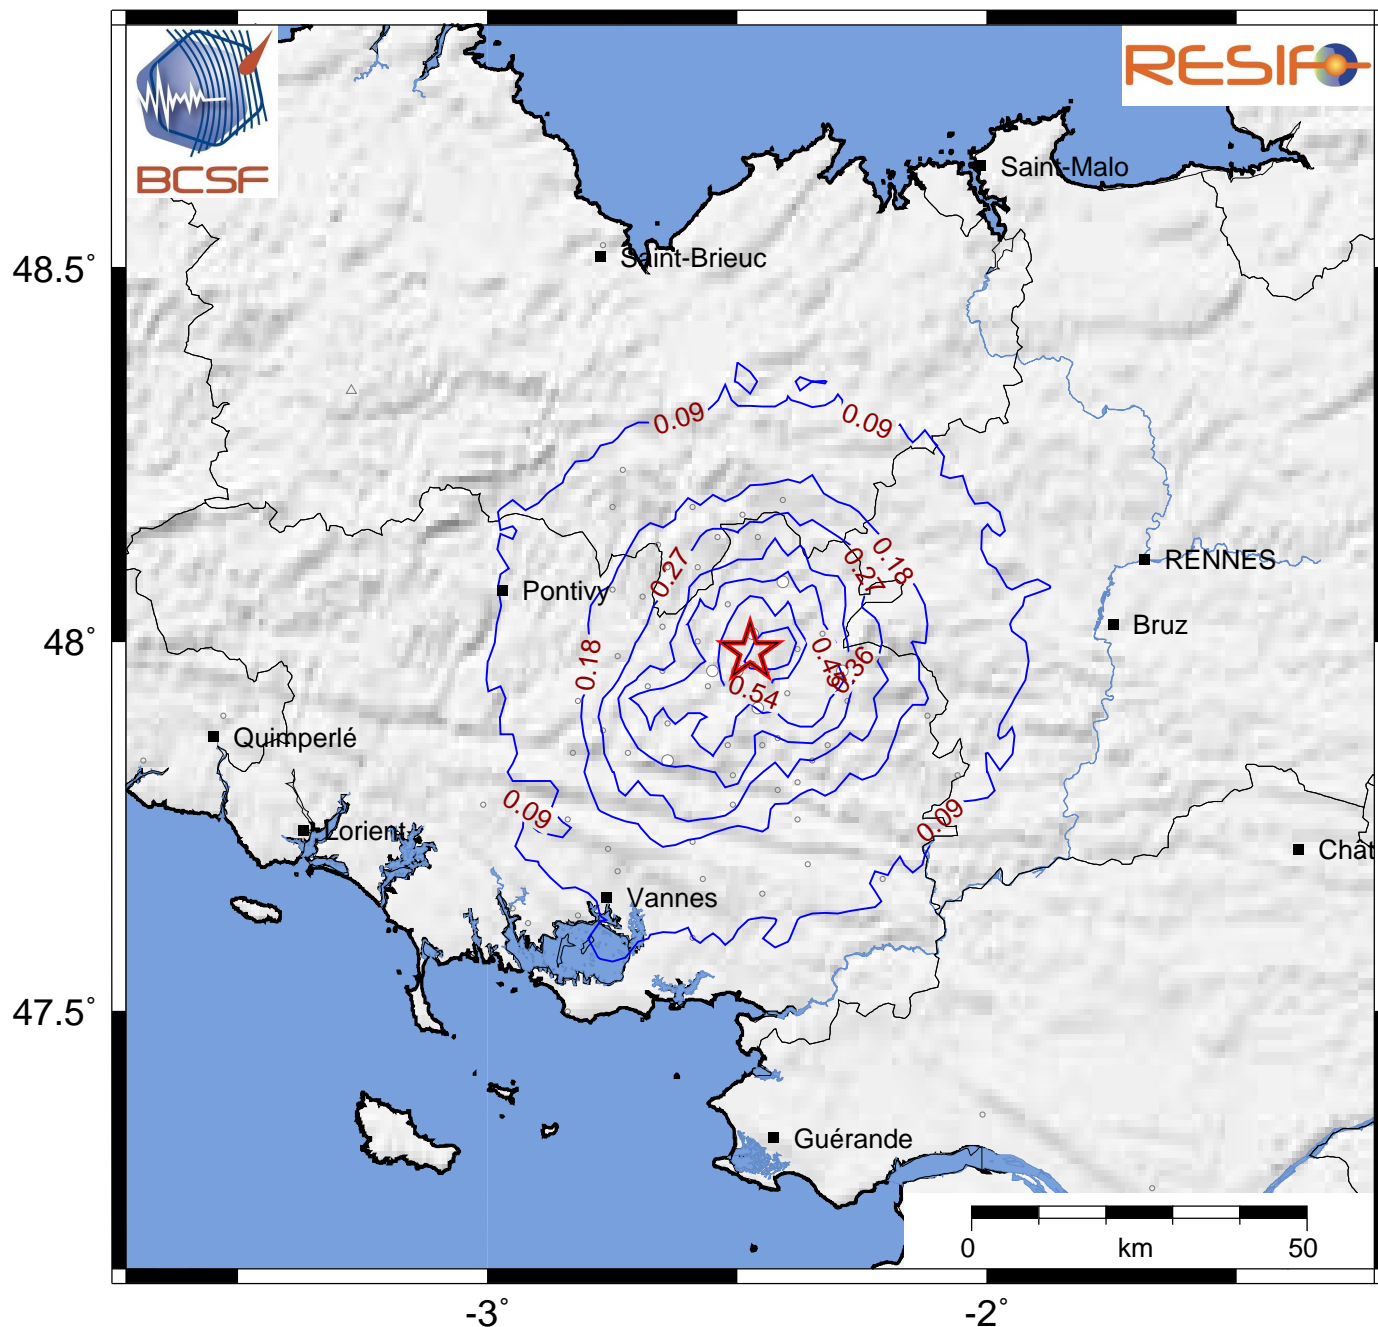 BCSF
RESIF
Saint-Malo
48.5°
Saint-Brieuc
0.09
0.09
0.18
0.27
0.27
RENNES
Pontivy
Bruz
48°
0.18
0.45
0.36
0.54
Quimperlé
0.09
0.09
Lorient
Chât
Vannes
47.5°
Guérande
0 km 50
-3° -2°